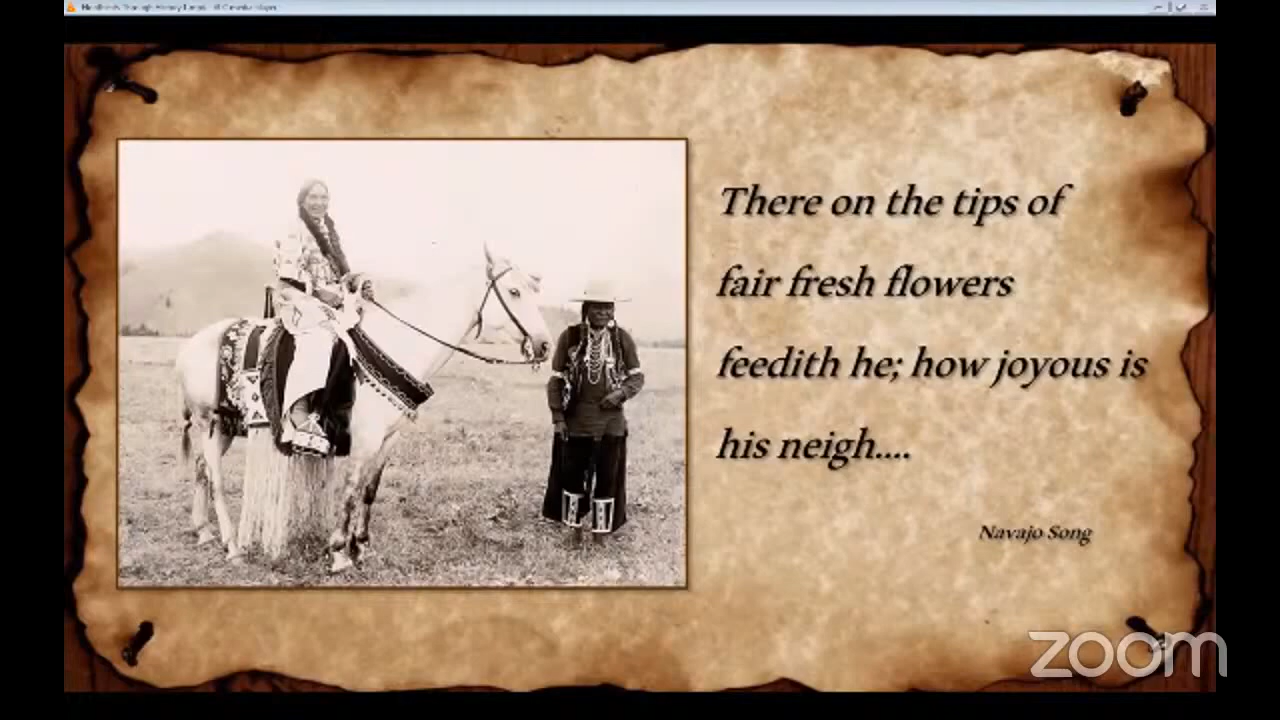 There on the tips of
fair fresh flowers
feedith he; how joyous is
his neigh....
Navajo Song
zoom